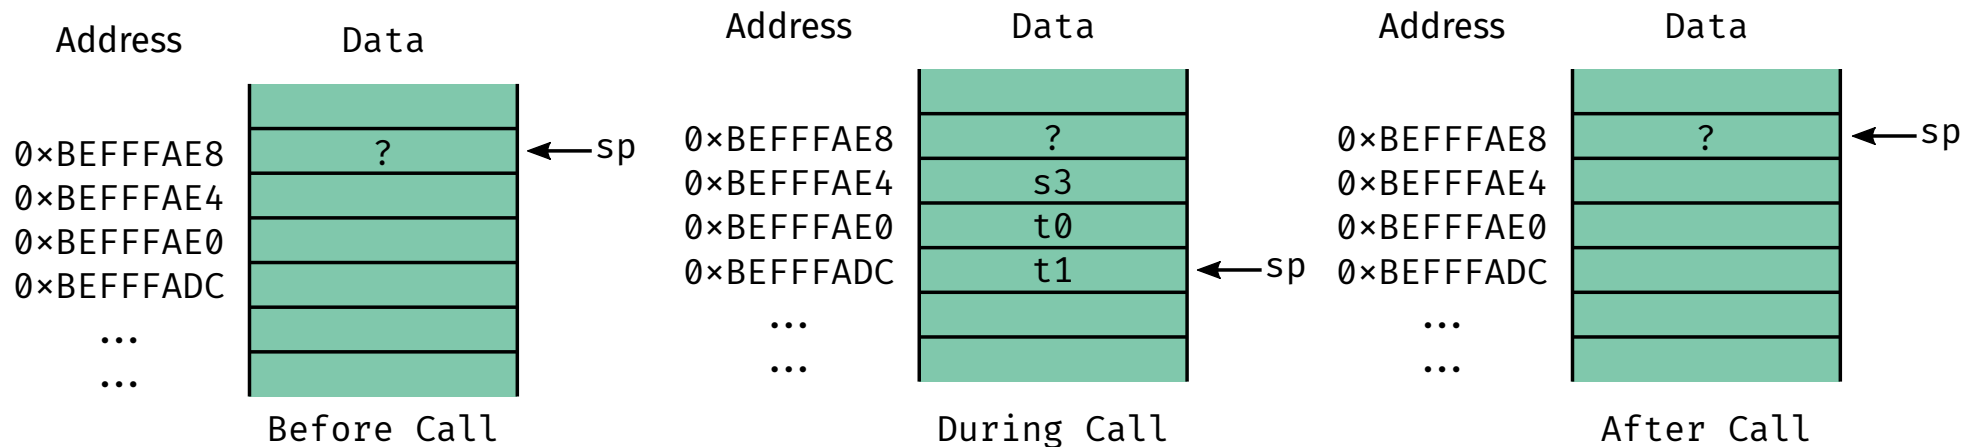 Address Data
? sp
0×BEFFFAE8
0×BEFFFAE4
0×BEFFFAE0
0×BEFFFADC
...
...
Before Call
Address Data
0×BEFFFAE8 ?
0×BEFFFAE4 s3
0×BEFFFAE0 t0
0×BEFFFADC t1 sp
...
...
During Call
Address Data
0×BEFFFAE8 ? sp
0×BEFFFAE4
0×BEFFFAE0
0×BEFFFADC
...
...
After Call